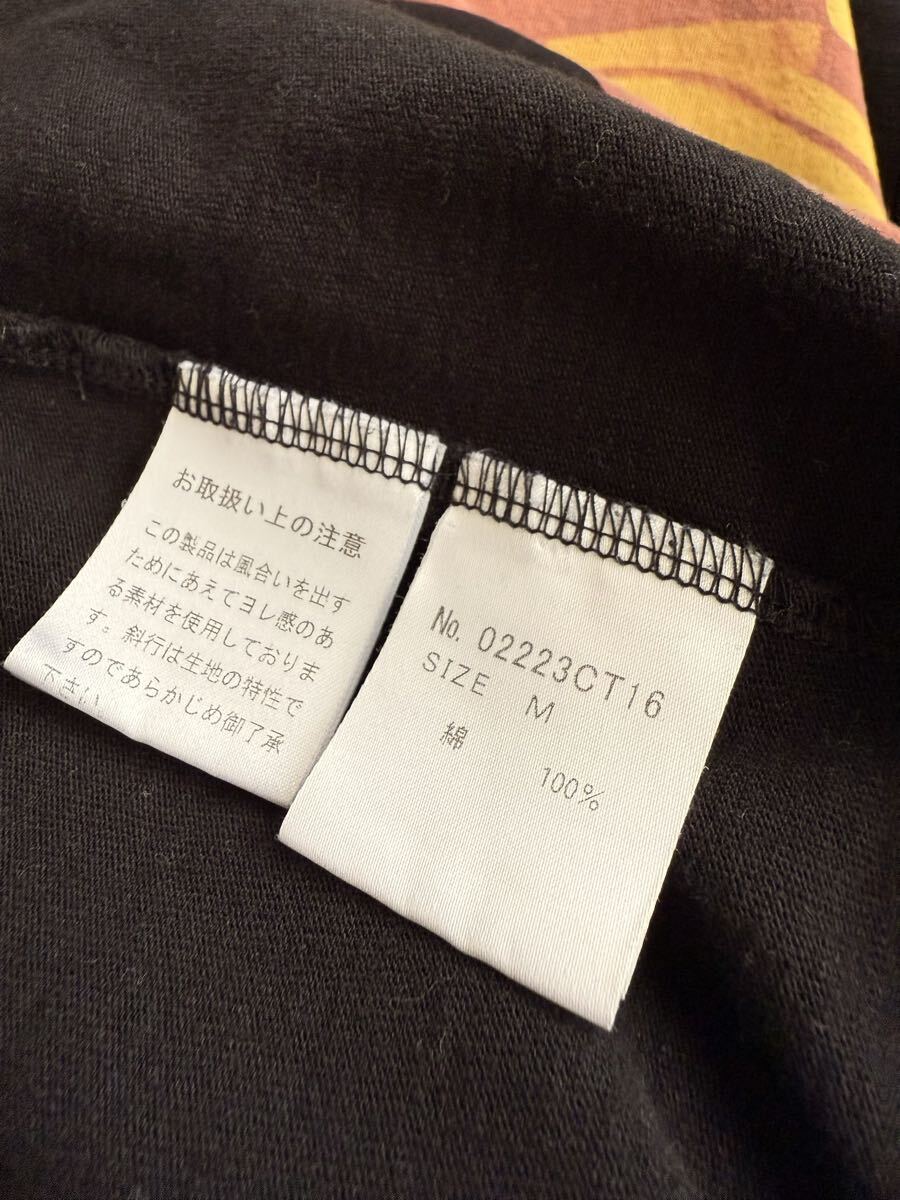 お取扱い上の注意
この製品は風合いを出す
ためにあえてヨレ感のあ
る素材を使用しておりま
す。斜行は生地の特性で
すのであらかじめ御了承
下さい
No. 02223CT16
SIZE M
綿 100%